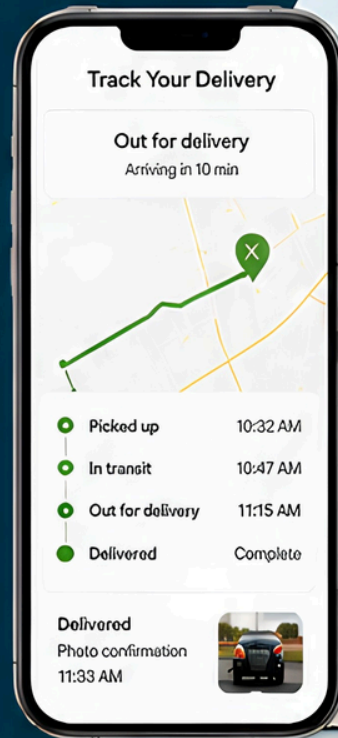 Track Your Delivery
Out for delivery
Arriving in 10 min
X
Picked up 10:32 AM
In transit 10:47 AM
Out for delivery 11:15 AM
Delivered Complete
Delivered
Photo confirmation
11:33 AM